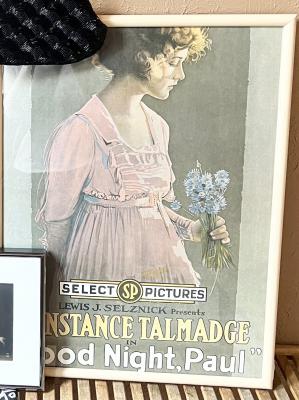 SELECT SP PICTURES
LEWIS J. SELZNICK Presents
NSTANCE TALMADGE
IN
ood Night, Paul"